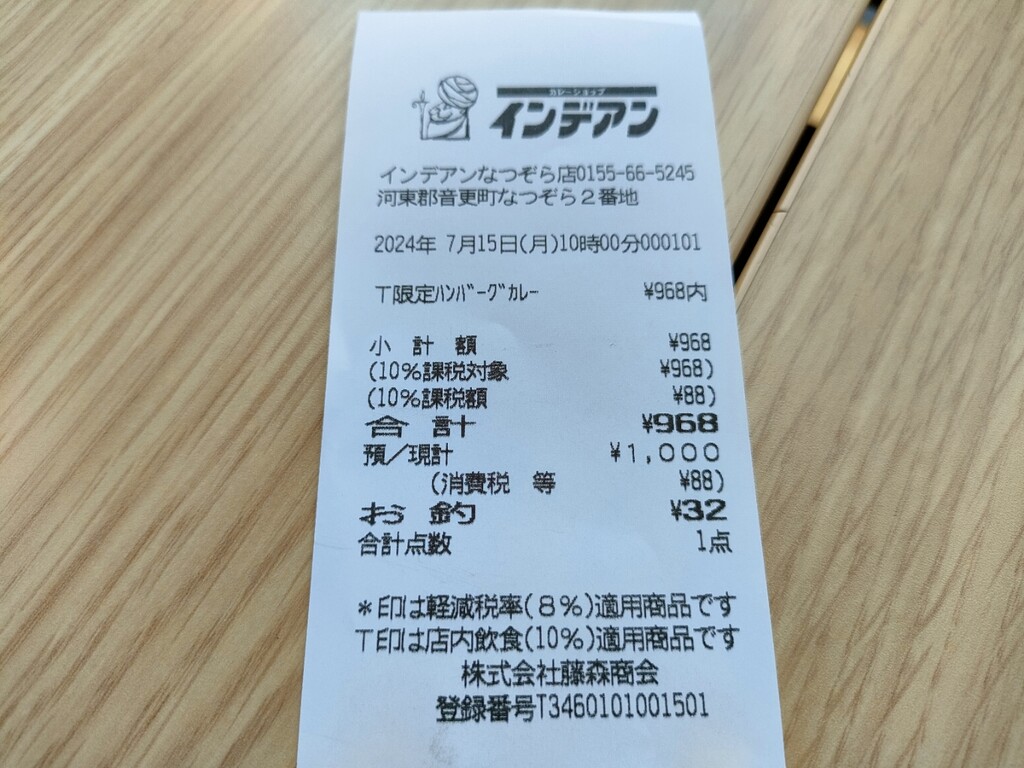 カレーショップ
インデアン
インデアンなつぞら店0155-66-5245
河東郡音更町なつぞら2番地
2024年 7月15日(月)10時00分000101
T限定ﾊﾝﾊﾞｰｸﾞｶﾚｰ ¥968内
小 計 額 ¥968
(10%課税対象 ¥968)
(10%課税額 ¥88)
合 計 ¥968
預/現計 ¥1,000
(消費税 等 ¥88)
お 釣 ¥32
合計点数 1点
*印は軽減税率(8%)適用商品です
T印は店内飲食(10%)適用商品です
株式会社藤森商会
登録番号T3460101001501